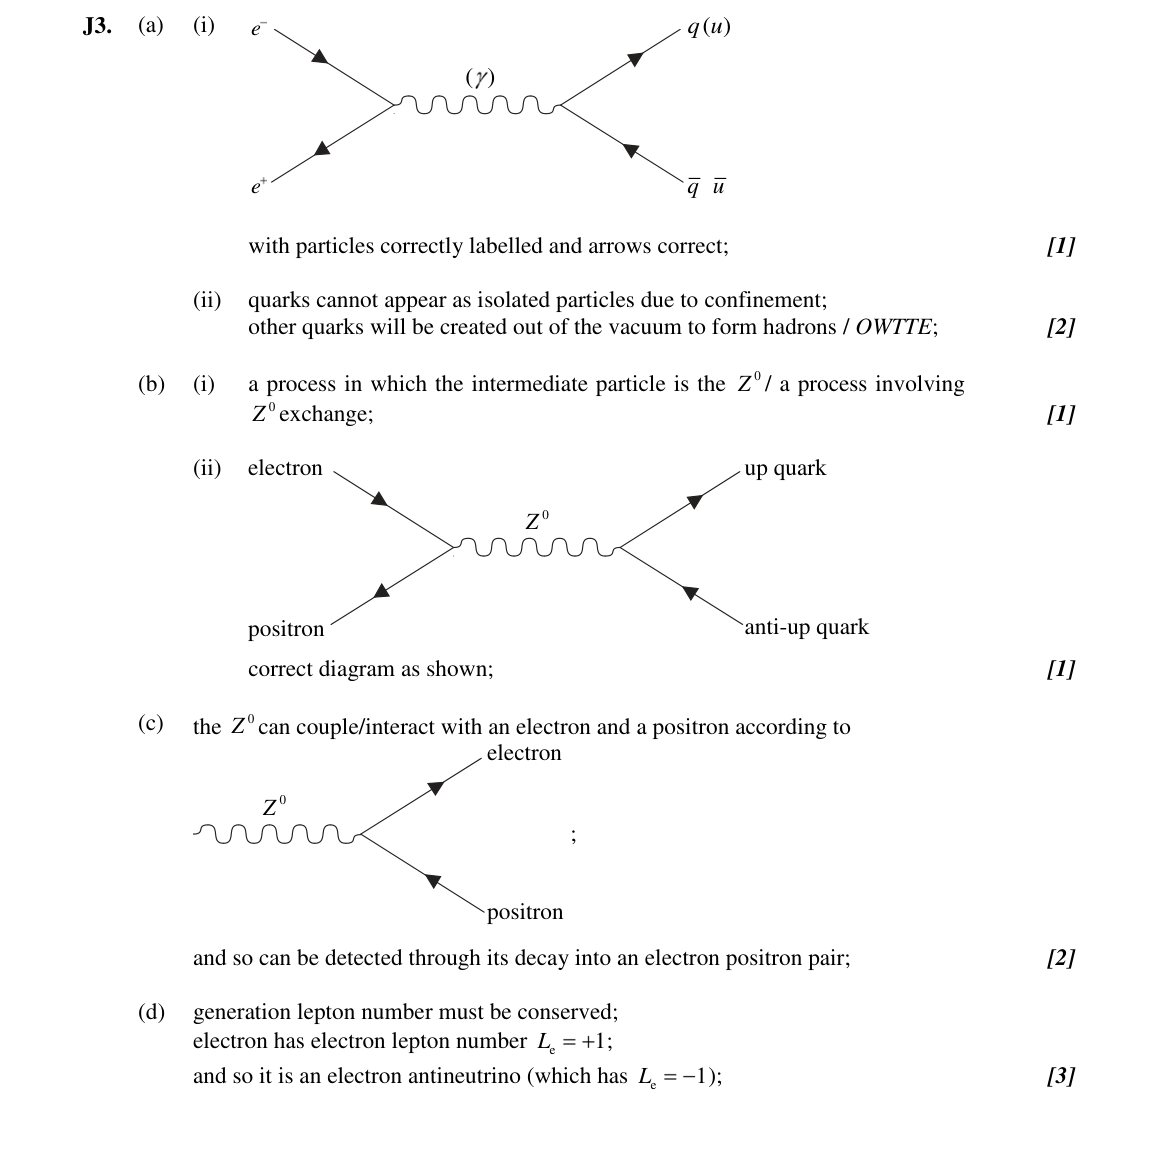 J3. (a) (i) e⁻ q(u)
(γ)
e⁺ q̅ u̅
with particles correctly labelled and arrows correct; [1]
(ii) quarks cannot appear as isolated particles due to confinement;
other quarks will be created out of the vacuum to form hadrons / OWTTE; [2]
(b) (i) a process in which the intermediate particle is the Z⁰ / a process involving
Z⁰ exchange; [1]
(ii) electron up quark
Z⁰
positron anti-up quark
correct diagram as shown; [1]
(c) the Z⁰ can couple/interact with an electron and a positron according to
electron
Z⁰
;
positron
and so can be detected through its decay into an electron positron pair; [2]
(d) generation lepton number must be conserved;
electron has electron lepton number Lₑ = +1;
and so it is an electron antineutrino (which has Lₑ = −1); [3]